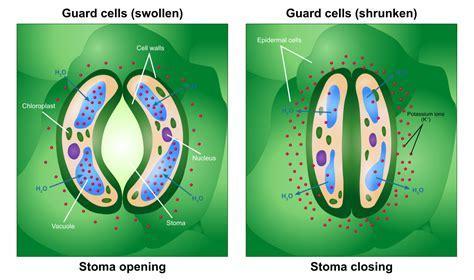 Guard cells (swollen)
Cell walls
H₂O
H₂O
Chloroplast
Nucleus
H₂O
H₂O
Vacuole
Stoma
Stoma opening
Guard cells (shrunken)
Epidermal cells
H₂O
H₂O
Potassium ions
(K⁺)
H₂O
H₂O
Stoma closing